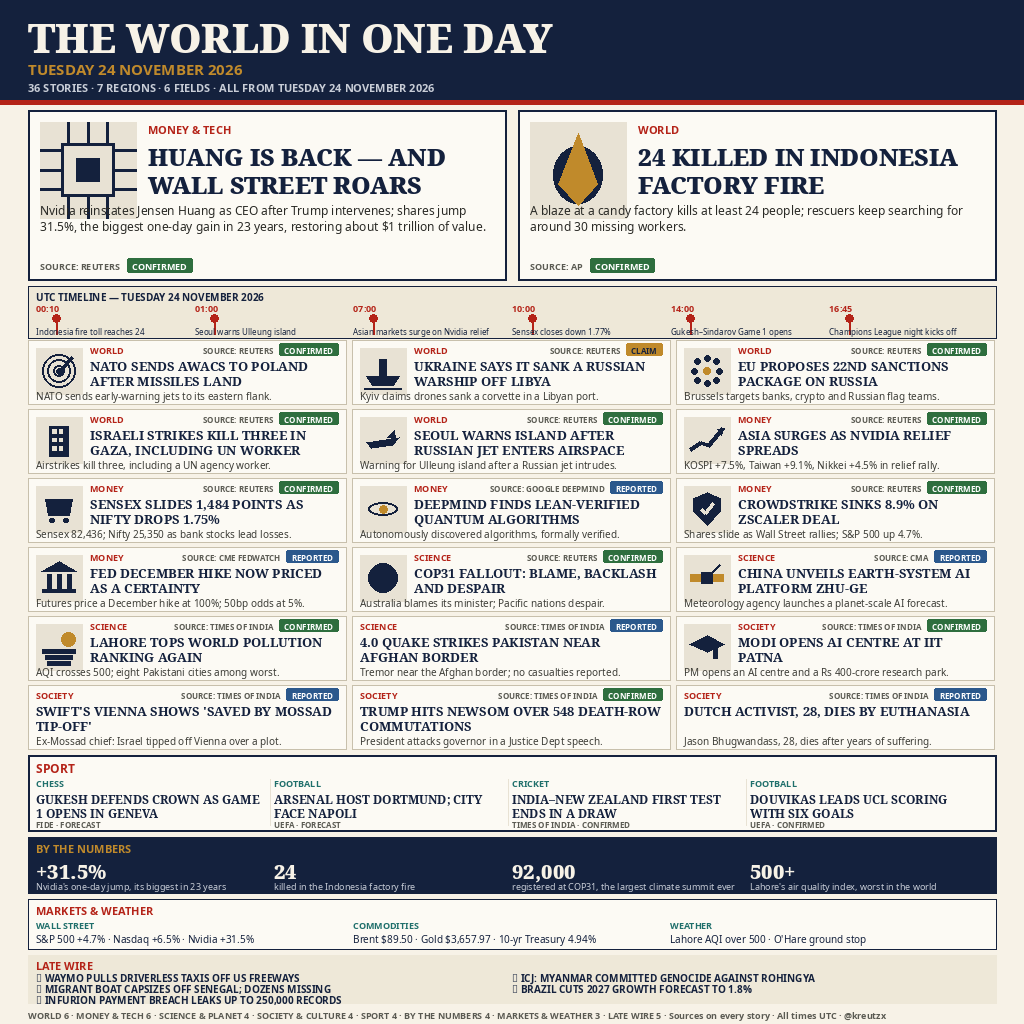 THE WORLD IN ONE DAY
TUESDAY 24 NOVEMBER 2026
36 STORIES · 7 REGIONS · 6 FIELDS · ALL FROM TUESDAY 24 NOVEMBER 2026
MONEY & TECH
HUANG IS BACK — AND
WALL STREET ROARS
Nvidia reinstates Jensen Huang as CEO after Trump intervenes; shares jump
31.5%, the biggest one-day gain in 23 years, restoring about $1 trillion of value.
SOURCE: REUTERS CONFIRMED
WORLD
24 KILLED IN INDONESIA
FACTORY FIRE
A blaze at a candy factory kills at least 24 people; rescuers keep searching for
around 30 missing workers.
SOURCE: AP CONFIRMED
UTC TIMELINE — TUESDAY 24 NOVEMBER 2026
00:10 01:00 07:00 10:00 14:00 16:45
Indonesia fire toll reaches 24 Seoul warns Ulleung island Asian markets surge on Nvidia relief Sensex closes down 1.77% Gukesh–Sindarov Game 1 opens Champions League night kicks off
WORLD SOURCE: REUTERS CONFIRMED
NATO SENDS AWACS TO POLAND
AFTER MISSILES LAND
NATO sends early-warning jets to its eastern flank.
WORLD SOURCE: REUTERS CLAIM
UKRAINE SAYS IT SANK A RUSSIAN
WARSHIP OFF LIBYA
Kyiv claims drones sank a corvette in a Libyan port.
WORLD SOURCE: REUTERS CONFIRMED
EU PROPOSES 22ND SANCTIONS
PACKAGE ON RUSSIA
Brussels targets banks, crypto and Russian flag teams.
WORLD SOURCE: REUTERS CONFIRMED
ISRAELI STRIKES KILL THREE IN
GAZA, INCLUDING UN WORKER
Airstrikes kill three, including a UN agency worker.
WORLD SOURCE: REUTERS CONFIRMED
SEOUL WARNS ISLAND AFTER
RUSSIAN JET ENTERS AIRSPACE
Warning for Ulleung island after a Russian jet intrudes.
MONEY SOURCE: REUTERS CONFIRMED
ASIA SURGES AS NVIDIA RELIEF
SPREADS
KOSPI +7.5%, Taiwan +9.1%, Nikkei +4.5% in relief rally.
MONEY SOURCE: REUTERS CONFIRMED
SENSEX SLIDES 1,484 POINTS AS
NIFTY DROPS 1.75%
Sensex 82,436; Nifty 25,350 as bank stocks lead losses.
MONEY SOURCE: GOOGLE DEEPMIND REPORTED
DEEPMIND FINDS LEAN-VERIFIED
QUANTUM ALGORITHMS
Autonomously discovered algorithms, formally verified.
MONEY SOURCE: REUTERS CONFIRMED
CROWDSTRIKE SINKS 8.9% ON
ZSCALER DEAL
Shares slide as Wall Street rallies; S&P 500 up 4.7%.
MONEY SOURCE: CME FEDWATCH REPORTED
FED DECEMBER HIKE NOW PRICED
AS A CERTAINTY
Futures price a December hike at 100%; 50bp odds at 5%.
SCIENCE SOURCE: REUTERS CONFIRMED
COP31 FALLOUT: BLAME, BACKLASH
AND DESPAIR
Australia blames its minister; Pacific nations despair.
SCIENCE SOURCE: CMA REPORTED
CHINA UNVEILS EARTH-SYSTEM AI
PLATFORM ZHU-GE
Meteorology agency launches a planet-scale AI forecast.
SCIENCE SOURCE: TIMES OF INDIA CONFIRMED
LAHORE TOPS WORLD POLLUTION
RANKING AGAIN
AQI crosses 500; eight Pakistani cities among worst.
SCIENCE SOURCE: TIMES OF INDIA REPORTED
4.0 QUAKE STRIKES PAKISTAN NEAR
AFGHAN BORDER
Tremor near the Afghan border; no casualties reported.
SOCIETY SOURCE: TIMES OF INDIA CONFIRMED
MODI OPENS AI CENTRE AT IIT
PATNA
PM opens an AI centre and a Rs 400-crore research park.
SOCIETY SOURCE: TIMES OF INDIA REPORTED
SWIFT'S VIENNA SHOWS 'SAVED BY MOSSAD
TIP-OFF'
Ex-Mossad chief: Israel tipped off Vienna over a plot.
SOCIETY SOURCE: TIMES OF INDIA CONFIRMED
TRUMP HITS NEWSOM OVER 548 DEATH-ROW
COMMUTATIONS
President attacks governor in a Justice Dept speech.
SOCIETY SOURCE: TIMES OF INDIA REPORTED
DUTCH ACTIVIST, 28, DIES BY EUTHANASIA
Jason Bhugwandass, 28, dies after years of suffering.
SPORT
CHESS
GUKESH DEFENDS CROWN AS GAME
1 OPENS IN GENEVA
FIDE · FORECAST
FOOTBALL
ARSENAL HOST DORTMUND; CITY
FACE NAPOLI
UEFA · FORECAST
CRICKET
INDIA–NEW ZEALAND FIRST TEST
ENDS IN A DRAW
TIMES OF INDIA · CONFIRMED
FOOTBALL
DOUVIKAS LEADS UCL SCORING
WITH SIX GOALS
UEFA · CONFIRMED
BY THE NUMBERS
+31.5% 24 92,000 500+
Nvidia's one-day jump, its biggest in 23 years killed in the Indonesia factory fire registered at COP31, the largest climate summit ever Lahore's air quality index, worst in the world
MARKETS & WEATHER
WALL STREET COMMODITIES WEATHER
S&P 500 +4.7% · Nasdaq +6.5% · Nvidia +31.5% Brent $89.50 · Gold $3,657.97 · 10-yr Treasury 4.94% Lahore AQI over 500 · O'Hare ground stop
LATE WIRE
WAYMO PULLS DRIVERLESS TAXIS OFF US FREEWAYS
MIGRANT BOAT CAPSIZES OFF SENEGAL; DOZENS MISSING
INFURION PAYMENT BREACH LEAKS UP TO 250,000 RECORDS
ICJ: MYANMAR COMMITTED GENOCIDE AGAINST ROHINGYA
BRAZIL CUTS 2027 GROWTH FORECAST TO 1.8%
WORLD 6 · MONEY & TECH 6 · SCIENCE & PLANET 4 · SOCIETY & CULTURE 4 · SPORT 4 · BY THE NUMBERS 4 · MARKETS & WEATHER 3 · LATE WIRE 5 · Sources on every story · All times UTC · @kreutzx